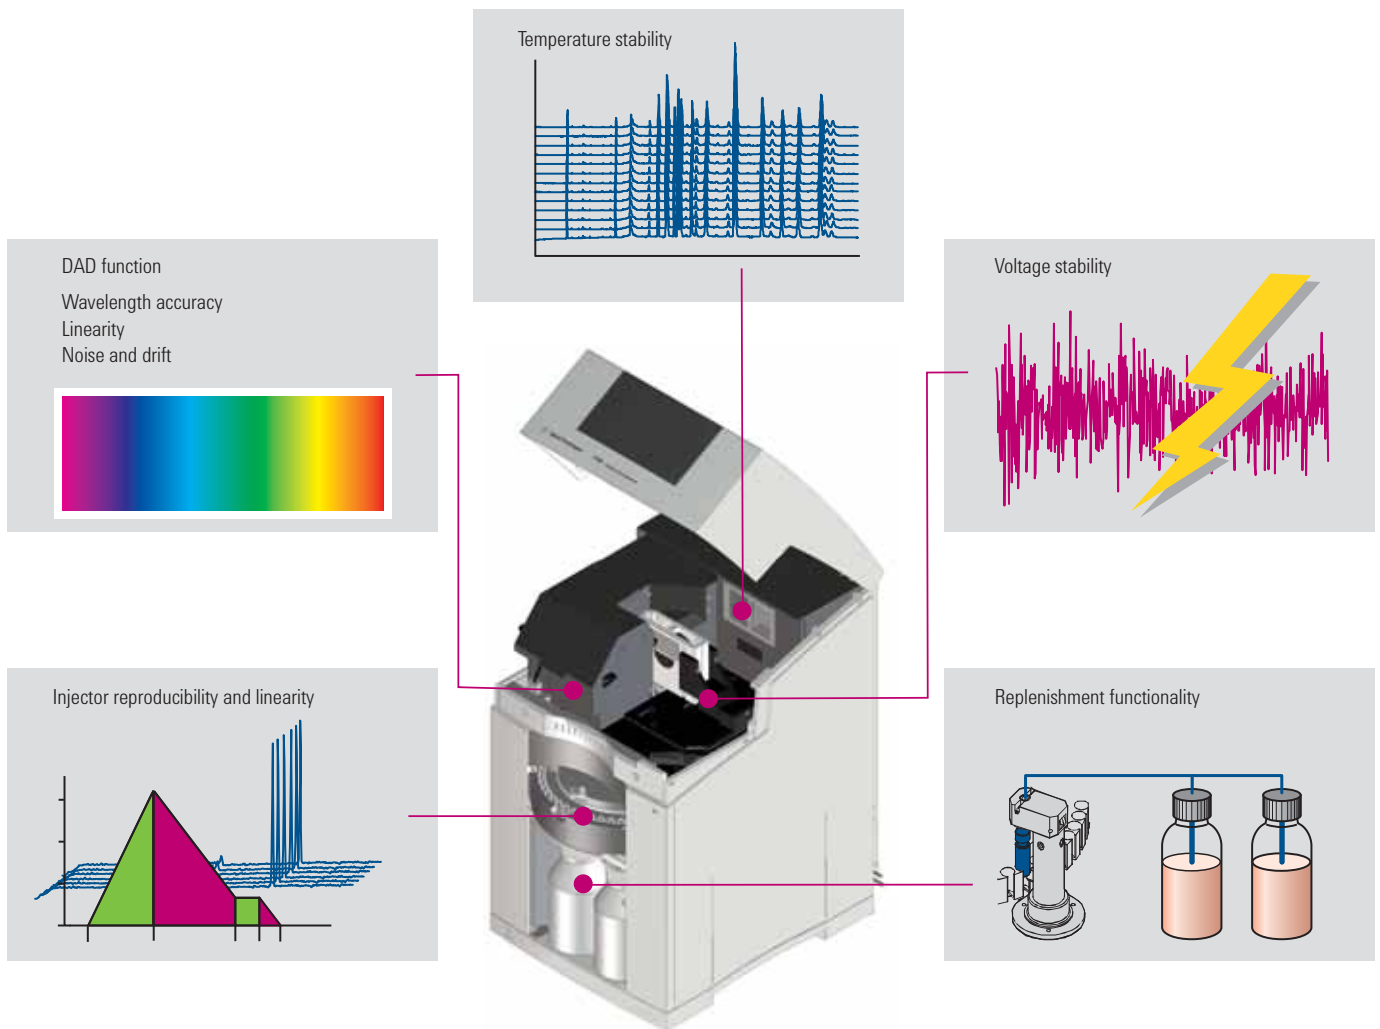 Temperature stability
DAD function
Wavelength accuracy
Linearity
Noise and drift
Voltage stability
Injector reproducibility and linearity
Replenishment functionality